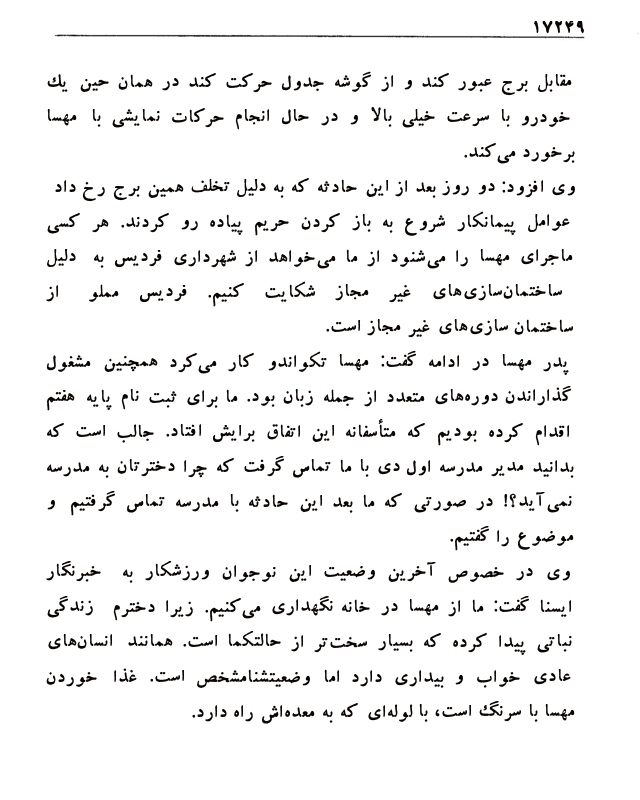 ۱۷۲۴۹
مقابل برج عبور کند و از گوشه جدول حرکت کند در همان حین یك
خودرو با سرعت خیلی بالا و در حال انجام حرکات نمایشی با مهسا
برخورد می‌کند.
وی افزود: دو روز بعد از این حادثه که به دلیل تخلف همین برج رخ داد
عوامل پیمانکار شروع به باز کردن حریم پیاده رو کردند. هر کسی
ماجرای مهسا را می‌شنود از ما می‌خواهد از شهرداری فردیس به دلیل
ساختمان‌سازی‌های غیر مجاز شکایت کنیم. فردیس مملو از
ساختمان سازی‌های غیر مجاز است.
پدر مهسا در ادامه گفت: مهسا تکواندو کار می‌کرد همچنین مشغول
گذاراندن دوره‌های متعدد از جمله زبان بود. ما برای ثبت نام پایه هفتم
اقدام کرده بودیم که متأسفانه این اتفاق برایش افتاد. جالب است که
بدانید مدیر مدرسه اول دی با ما تماس گرفت که چرا دخترتان به مدرسه
نمی‌آید؟! در صورتی که ما بعد این حادثه با مدرسه تماس گرفتیم و
موضوع را گفتیم.
وی در خصوص آخرین وضعیت این نوجوان ورزشکار به خبرنگار
ایسنا گفت: ما از مهسا در خانه نگهداری می‌کنیم. زیرا دخترم زندگی
نباتی پیدا کرده که بسیار سخت‌تر از حالتکما است. همانند انسان‌های
عادی خواب و بیداری دارد اما وضعیتشنامشخص است. غذا خوردن
مهسا با سرنگ است، با لوله‌ای که به معده‌اش راه دارد.